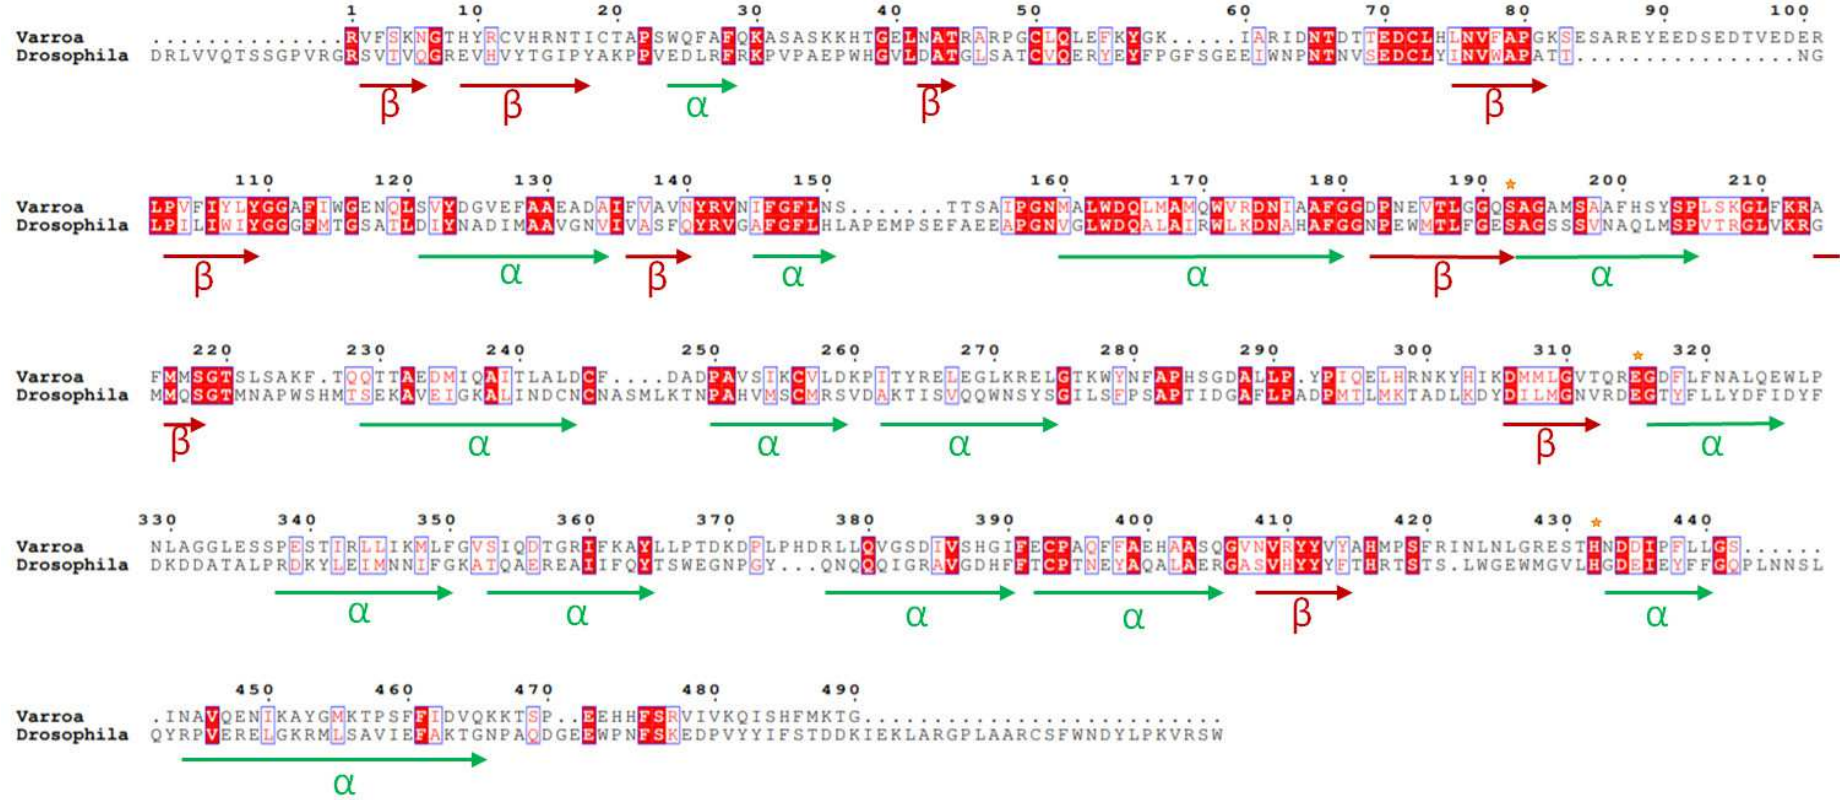 1 10 20 30 40 50 60 70 80 90 100
Varroa ..............RVFSKNGTHYRCVHRNTICTAPSWQFAFQKASASKKHTGELNATRARPGCLQLEFKYGK.....IARIDNTDTTEDCLHLNVFAPGKSESAREYEEDSEDTVEDER
Drosophila DRLVVQTSSGPVRGRSVTVQGREVHVYTGIPYAKPPVEDLRFRKPVPAEPWHGVLDATGLSATCVQERYEYFPGFSGEEIWNPNTNVSEDCLYINVWAPATT................NG
β β α β β
110 120 130 140 150 160 170 180 190 200 210
Varroa LPVFIYLYGGAFIWGENQLSVYDGVEFAAEADAIFVAVNYRVNIFGFLNS.......TTSAIPGNMALWDQLMAMQWVRDNIAAFGGDPNEVTLGGQSAGAMSAAFHSYSPLSKGLFKRA
Drosophila LPILIWIYGGGFMTGSATLDIYNADIMAAVGNVIVASFQYRVGAFGFLHLAPEMPSEFAEEAPGNVGLWDQALAIRWLKDNAHAFGGNPEWMTLFGESAGSSSVNAQLMSPVTRGLVKRG
β α β α α β α
220 230 240 250 260 270 280 290 300 310 320
Varroa FMMSGTSLSAKF.TQQTTAEDMIQAITLALDCF....DADPAVSIKCVLDKPITYRELEGLKRELGTKWYNFAPHSGDALLP.YPIQELHRNKYHIKDMMLGVTQREGDFLFNALQEWLP
Drosophila MMQSGTMNAPWSHMTSEKAVEIGKALINDCNCNASMLKTNPAHVMSCMRSVDAKTISVQQWNSYSGILSFPSAPTIDGAFLPADPMTLMKTADLKDYDILMGNVRDEGTYFLLYDFIDYF
β α α α β α
330 340 350 360 370 380 390 400 410 420 430 440
Varroa NLAGGLESSPESTIRLLIKMLFGVSIQDTGRIFKAYLLPTDKDPLPHDRLLQVGSDIVSHGIFECPAQFFAEHAASQGVNVRYYVYAHMPSFRINLNLGRESTHNDDIPFLLGS......
Drosophila DKDDATALPRDKYLEIMNNIFGKATQAEREAIIFQYTSWEGNPGY...QNQQQIGRAVGDHFFTCPTNEYAQALAERGASVHYYYFTHRTSTS.LWGEWMGVLHGDEIEYFFGQPLNNSL
α α α α β α
450 460 470 480 490
Varroa .INAVQENIKAYGMKTPSFFIDVQKKTSP..EEHHFSRVIVKQISHFMKTG..........................
Drosophila QYRPVERELGKRMLSAVIEFAKTGNPAQDGEEWPNFSKEDPVYYIFSTDDKIEKLARGPLAARCSFWNDYLPKVRSW
α